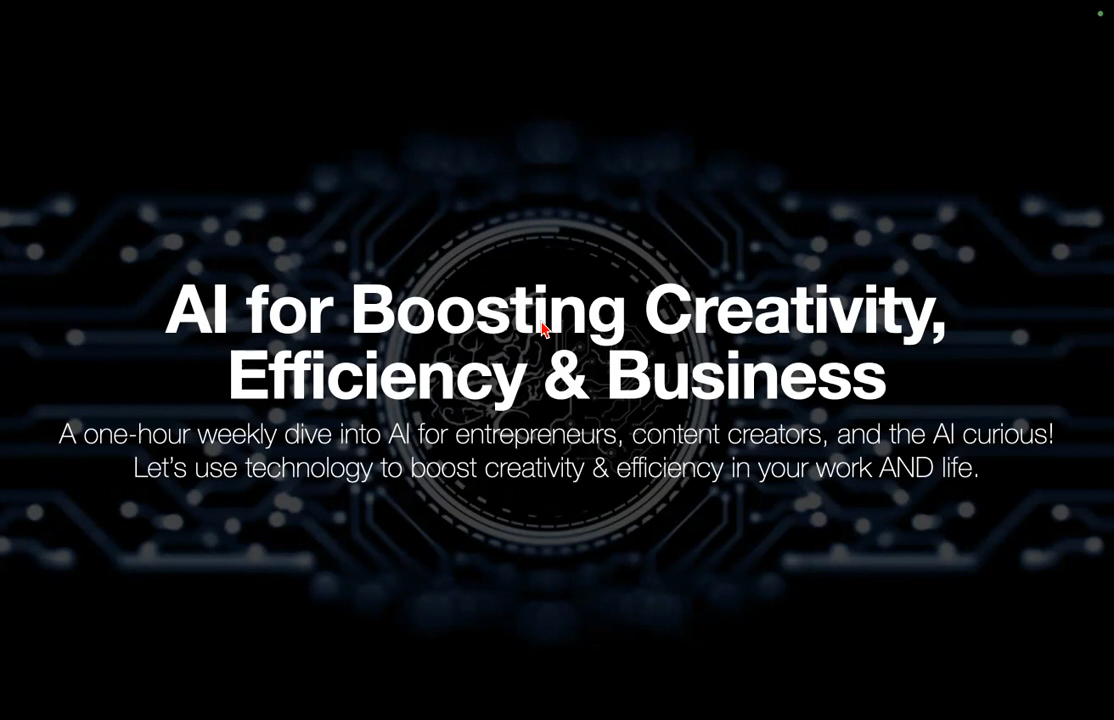 AI for Boosting Creativity,
Efficiency & Business
A one-hour weekly dive into AI for entrepreneurs, content creators, and the AI curious!
Let's use technology to boost creativity & efficiency in your work AND life.